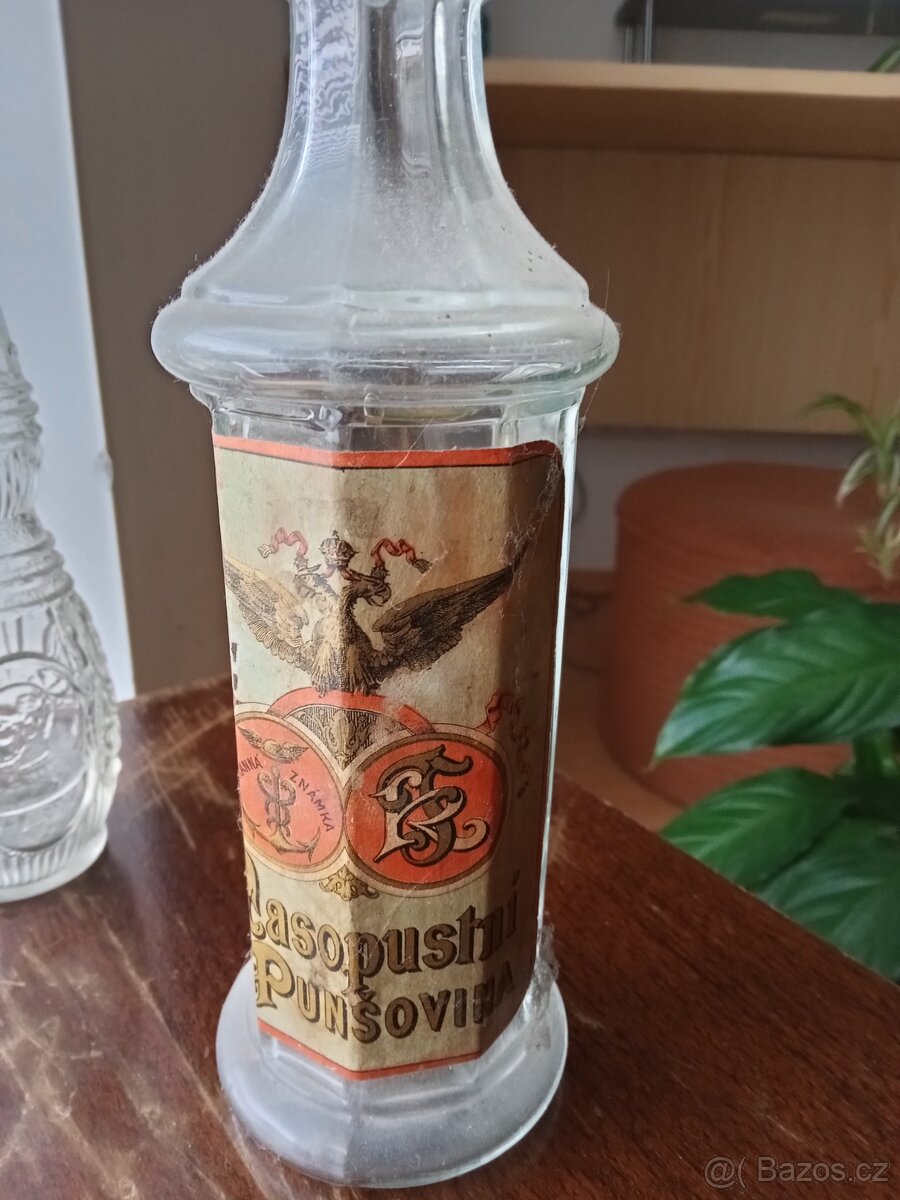 ZNÁMKA
Masopustní
PUNŠOVINA
@( Bazos.cz